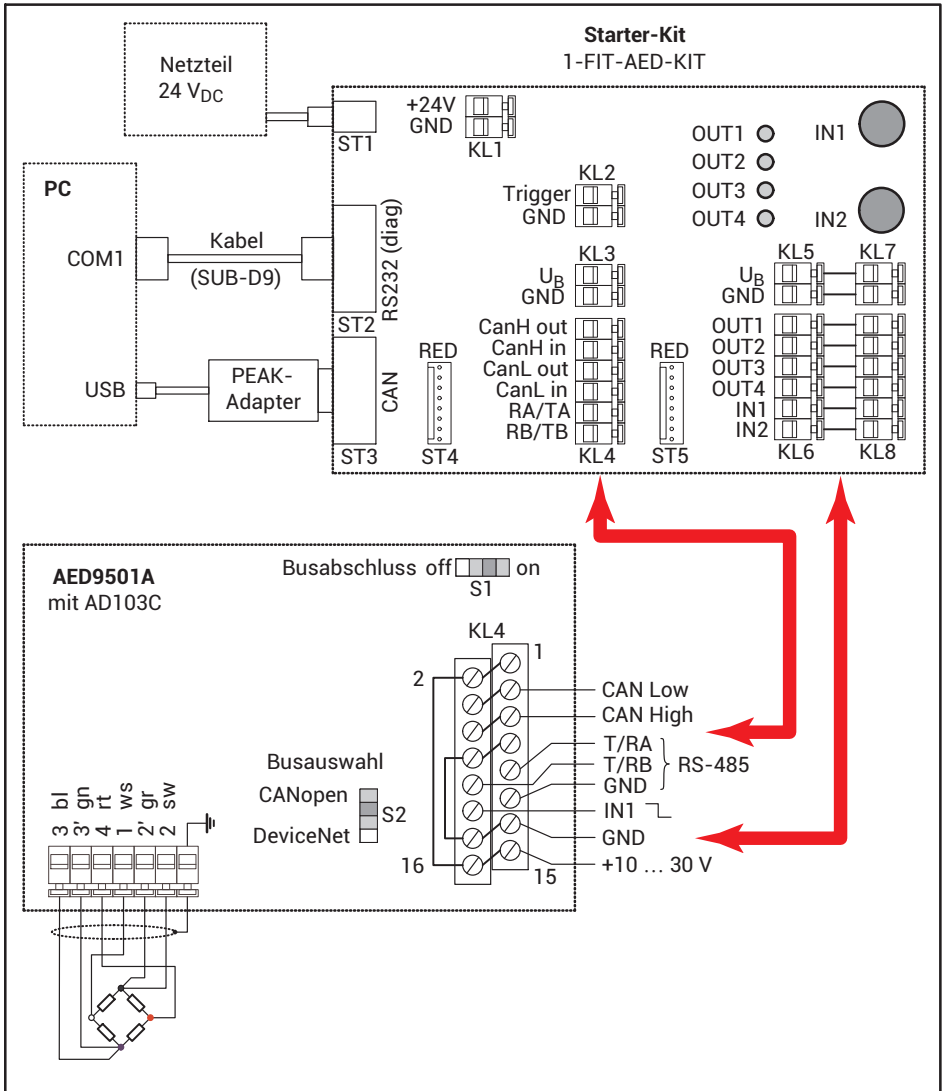 Starter-Kit
1-FIT-AED-KIT
Netzteil
24 VDC
ST1
+24V
GND
KL1
OUT1
OUT2
OUT3
OUT4
IN1
IN2
PC
COM1
Kabel
(SUB-D9)
RS232 (diag)
ST2
KL2
Trigger
GND
KL3
UB
GND
KL5
KL7
UB
GND
USB
PEAK-
Adapter
CAN
ST3
RED
ST4
CanH out
CanH in
CanL out
CanL in
RA/TA
RB/TB
KL4
RED
ST5
OUT1
OUT2
OUT3
OUT4
IN1
IN2
KL6
KL8
AED9501A
mit AD103C
Busabschluss off on
S1
KL4
1
2
CAN Low
CAN High
T/RA
T/RB
RS-485
GND
IN1
GND
+10 ... 30 V
16
15
Busauswahl
CANopen
S2
DeviceNet
3 bl
3' gn
4 rt
1 ws
2' gr
2 sw